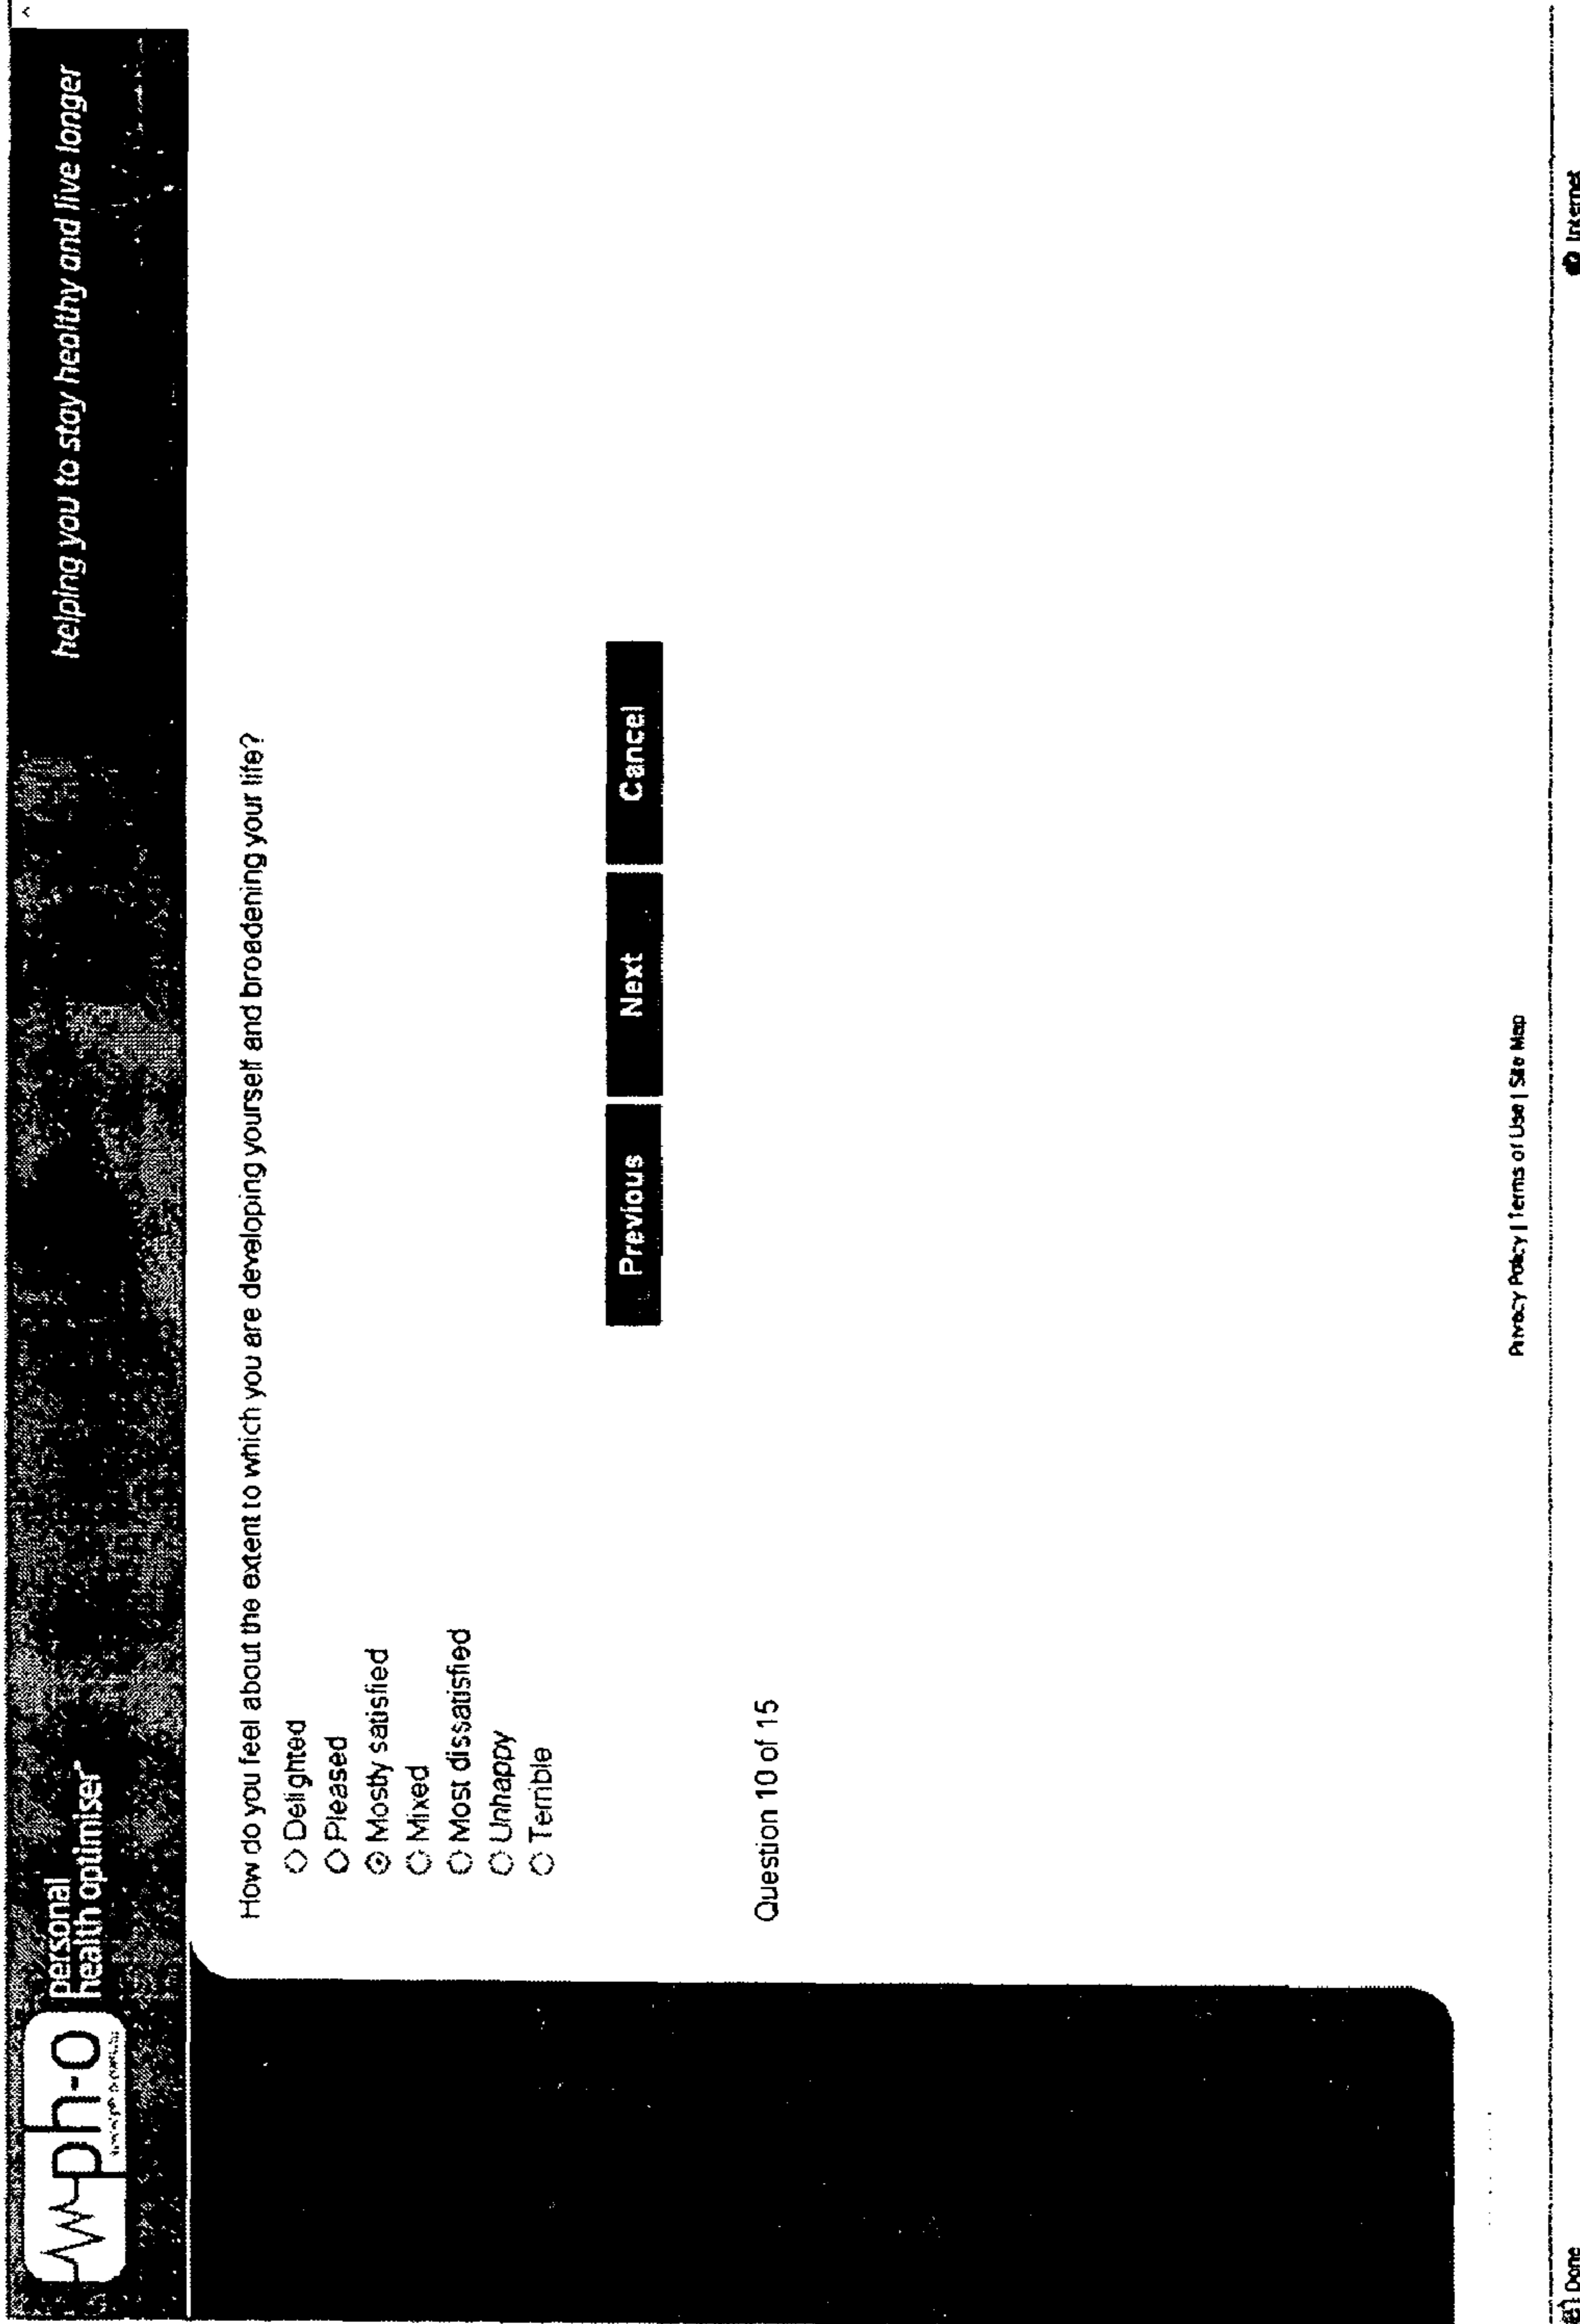 ph-o
personal
health optimiser
helping you to stay healthy and live longer
How do you feel about the extent to which you are developing yourself and broadening your life?
Delighted
Pleased
Mostly satisfied
Mixed
Most dissatisfied
Unhappy
Terrible
Previous Next Cancel
Question 10 of 15
Privacy Policy | Terms of Use | Site Map
Done
Internet